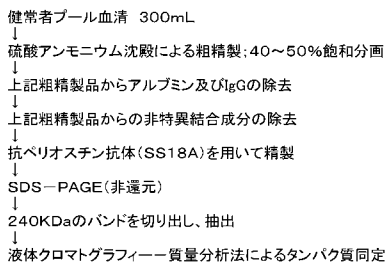 健常者プール血清 300mL
↓
硫酸アンモニウム沈殿による粗精製;40~50%飽和分画
↓
上記粗精製品からアルブミン及びIgGの除去
↓
上記粗精製品からの非特異結合成分の除去
↓
抗ペリオスチン抗体(SS18A)を用いて精製
↓
SDS-PAGE(非還元)
↓
240KDaのバンドを切り出し、抽出
↓
液体クロマトグラフィー-質量分析法によるタンパク質同定